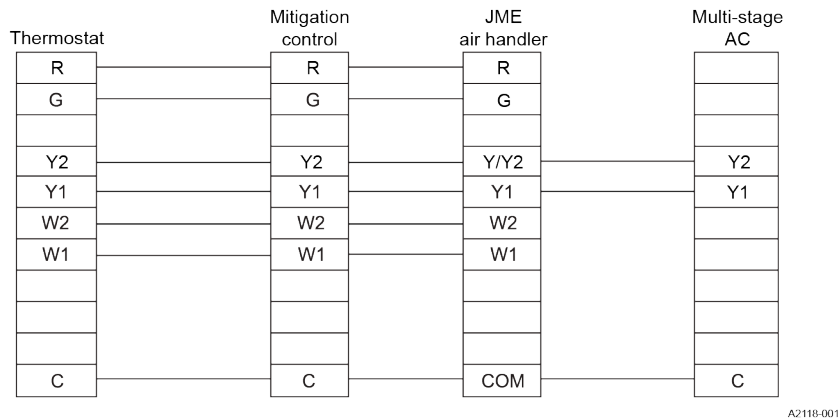 Thermostat
Mitigation
control
JME
air handler
Multi-stage
AC
R R R
G G G
Y2 Y2 Y/Y2 Y2
Y1 Y1 Y1 Y1
W2 W2 W2
W1 W1 W1
C C COM C
A2118-001